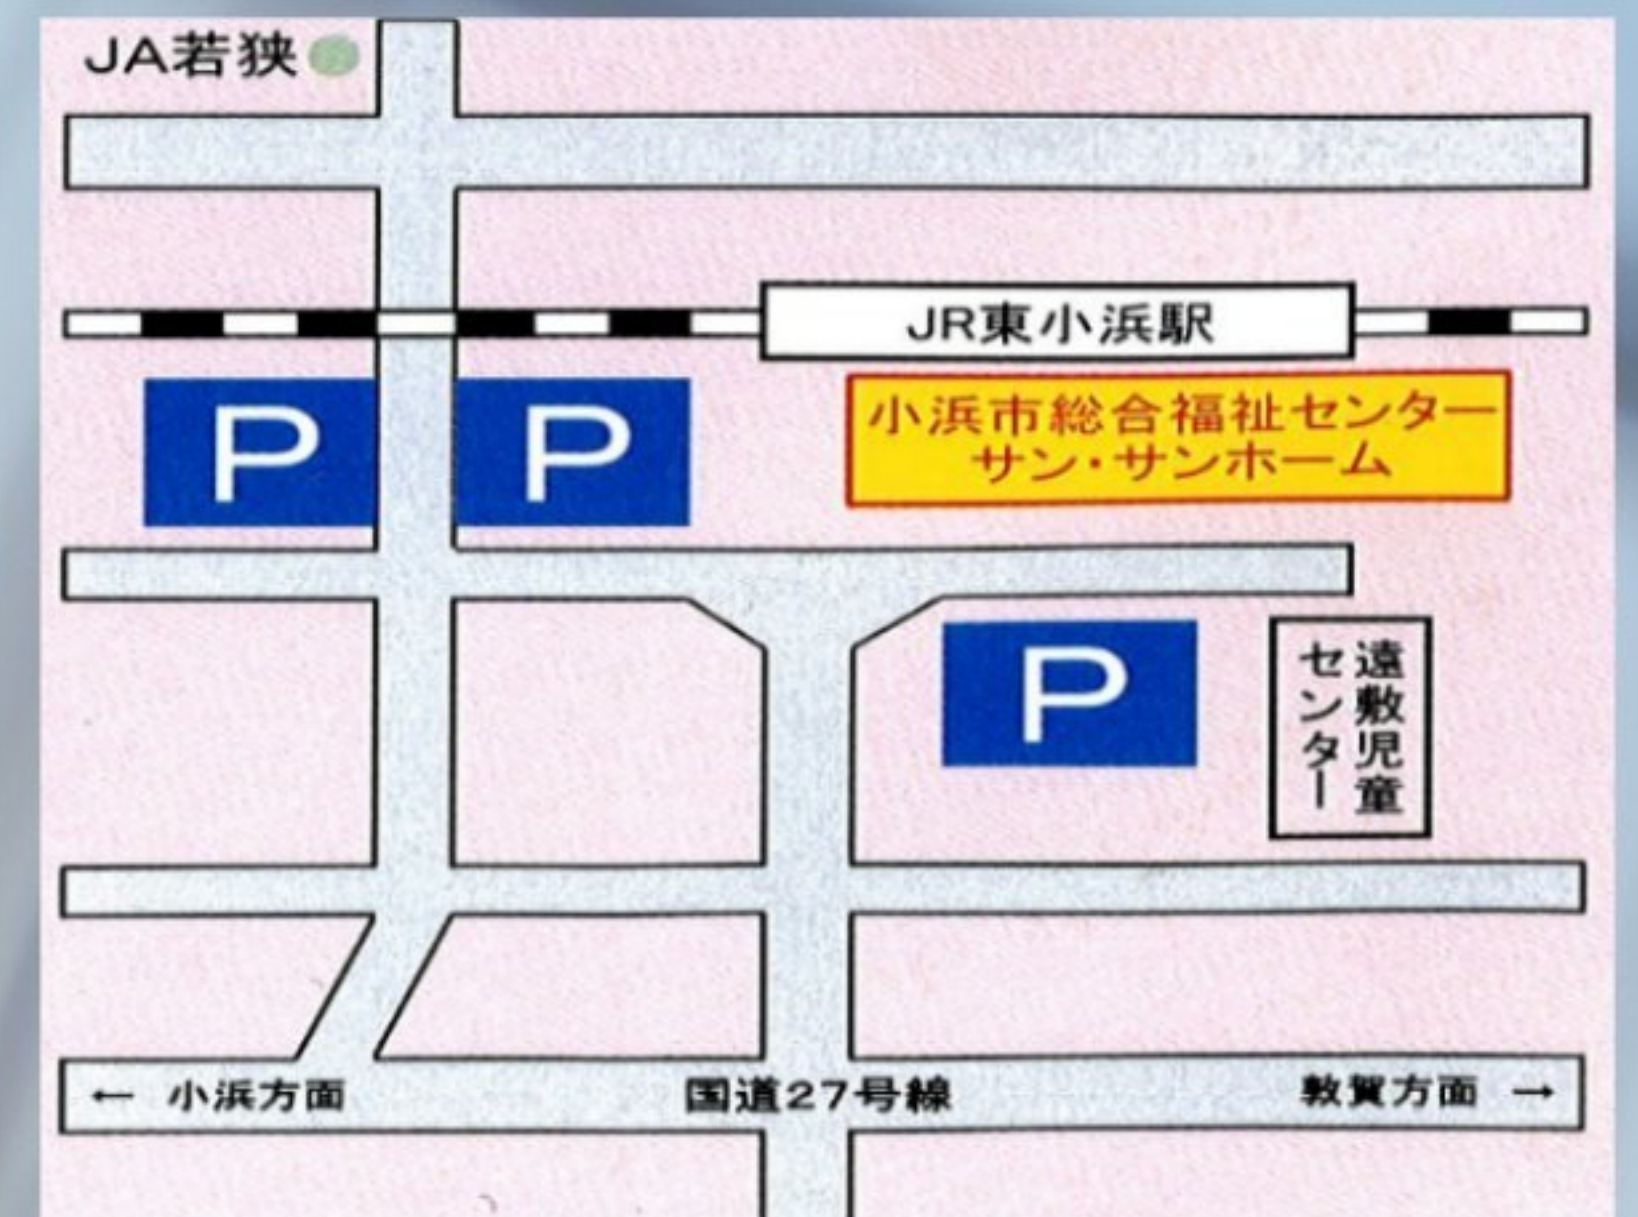 JA若狭
JR東小浜駅
小浜市総合福祉センター
サン・サンホーム
P
P
P
遠敷児童
センター
← 小浜方面
国道27号線
敦賀方面 →